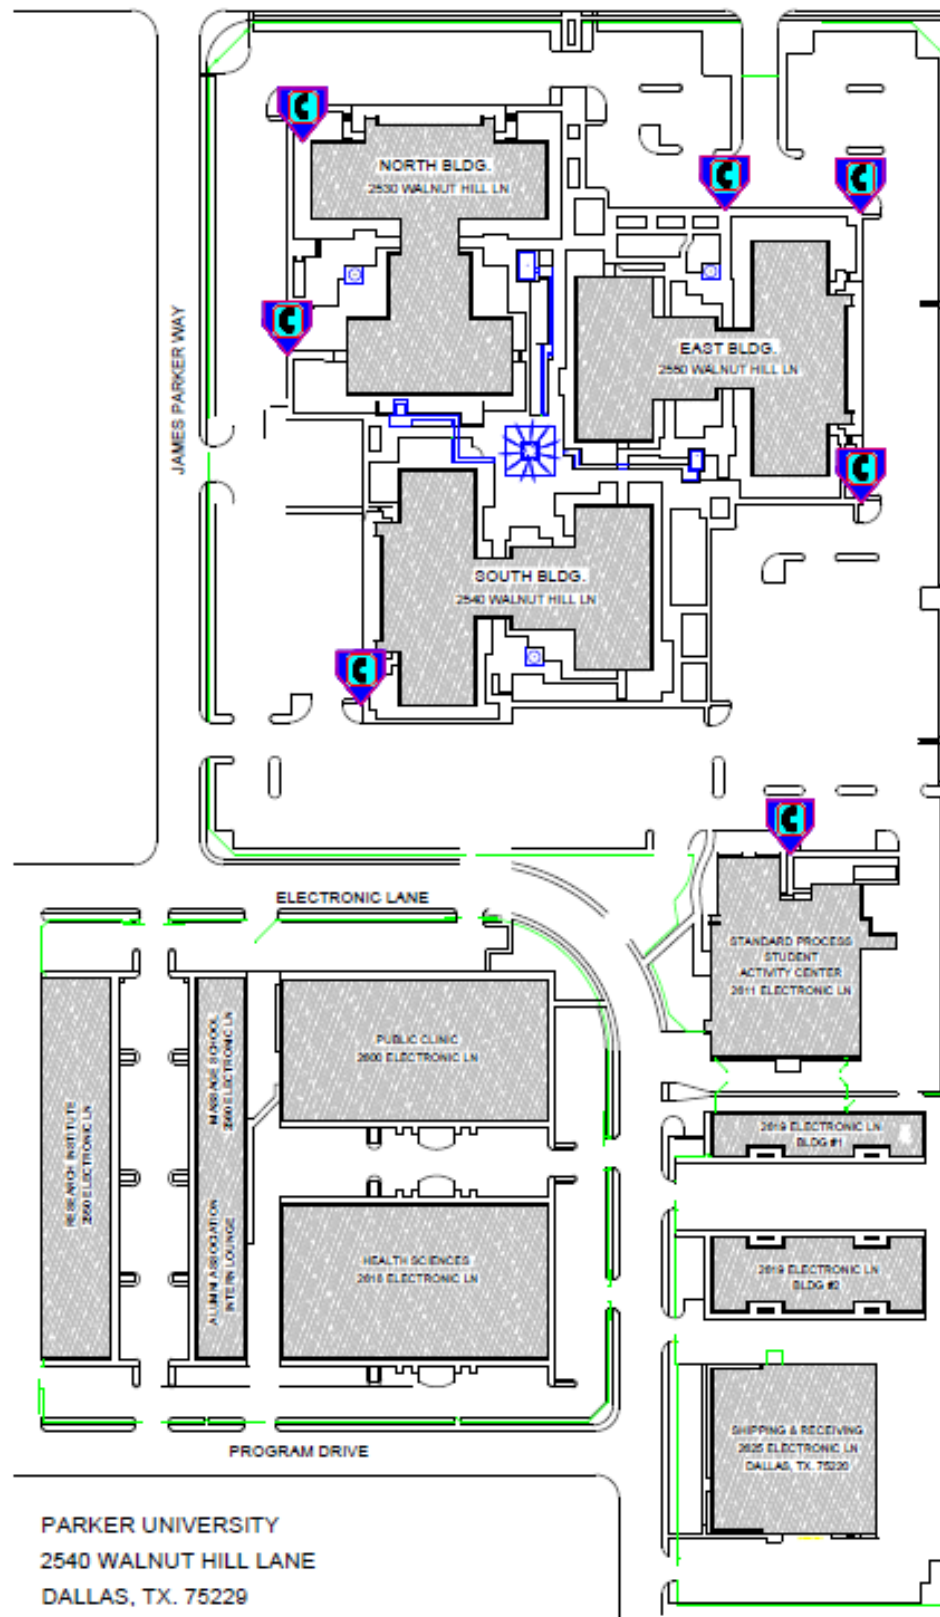 NORTH BLDG.
2530 WALNUT HILL LN
JAMES PARKER WAY
EAST BLDG.
2550 WALNUT HILL LN
SOUTH BLDG.
2540 WALNUT HILL LN
ELECTRONIC LANE
STANDARD PROCESS
STUDENT
ACTIVITY CENTER
2611 ELECTRONIC LN
PUBLIC CLINIC
2600 ELECTRONIC LN
MASSAGE SCHOOL
2560 ELECTRONIC LN
RESEARCH INSTITUTE
2550 ELECTRONIC LN
ALUMNI ASSOCIATION
INTERN LOUNGE
2619 ELECTRONIC LN
BLDG #1
HEALTH SCIENCES
2618 ELECTRONIC LN
2619 ELECTRONIC LN
BLDG #2
SHIPPING & RECEIVING
2625 ELECTRONIC LN
DALLAS, TX. 75229
PROGRAM DRIVE
PARKER UNIVERSITY
2540 WALNUT HILL LANE
DALLAS, TX. 75229